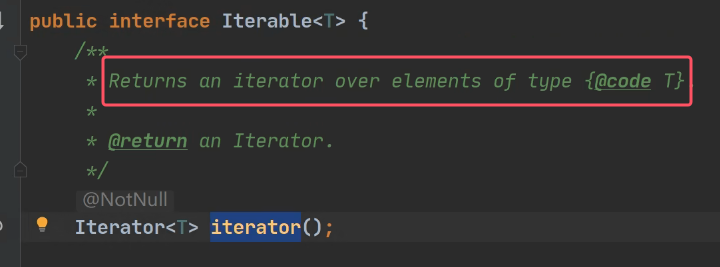 public interface Iterable<T> {
/**
* Returns an iterator over elements of type {@code T}.
*
* @return an Iterator.
*/
@NotNull
Iterator<T> iterator();